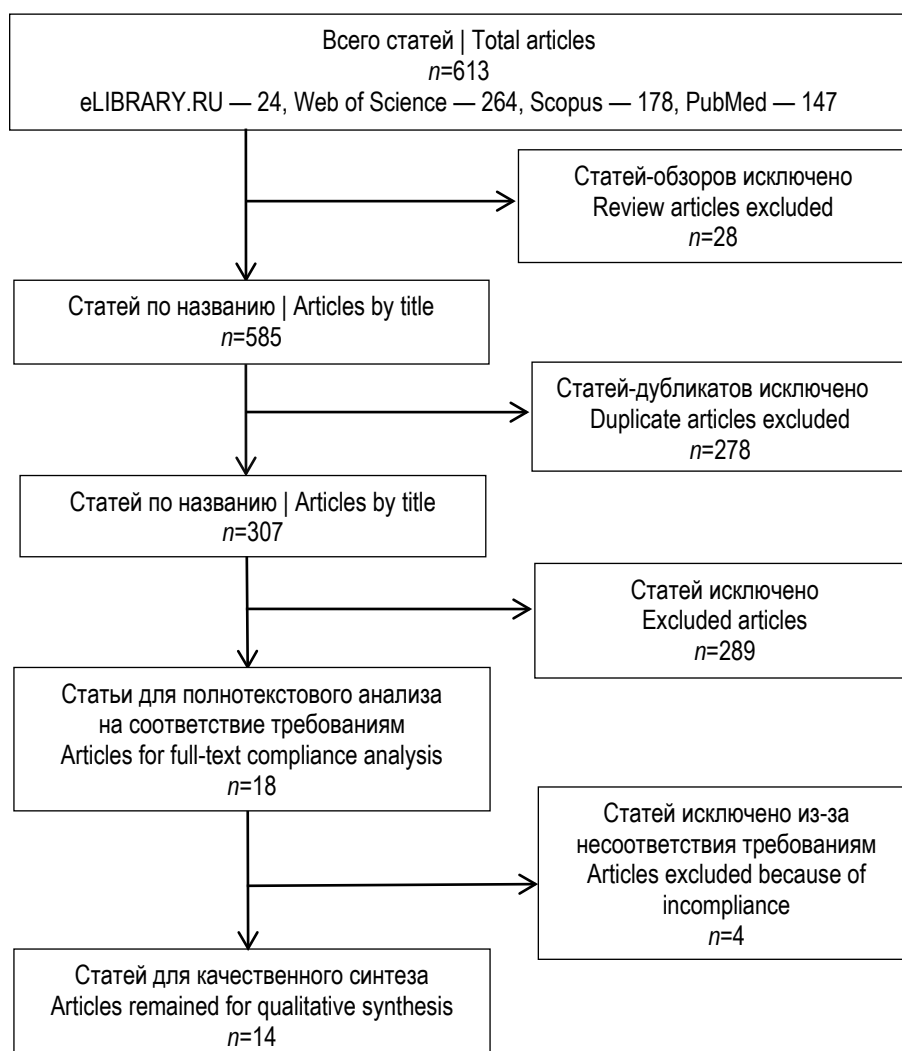 Всего статей | Total articles
n=613
eLIBRARY.RU — 24, Web of Science — 264, Scopus — 178, PubMed — 147
Статей-обзоров исключено
Review articles excluded
n=28
Статей по названию | Articles by title
n=585
Статей-дубликатов исключено
Duplicate articles excluded
n=278
Статей по названию | Articles by title
n=307
Статей исключено
Excluded articles
n=289
Статьи для полнотекстового анализа
на соответствие требованиям
Articles for full-text compliance analysis
n=18
Статей исключено из-за
несоответствия требованиям
Articles excluded because of
incompliance
n=4
Статей для качественного синтеза
Articles remained for qualitative synthesis
n=14